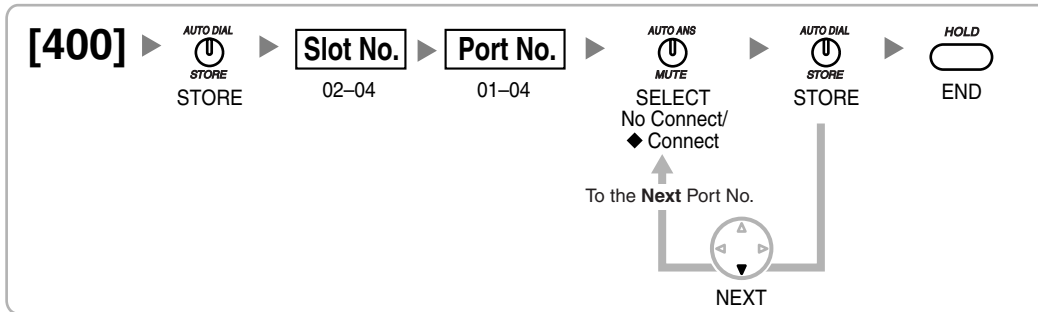 [400]
AUTO DIAL
STORE
STORE
Slot No.
02–04
Port No.
01–04
AUTO ANS
MUTE
SELECT
No Connect/
◆ Connect
AUTO DIAL
STORE
STORE
HOLD
END
To the Next Port No.
NEXT